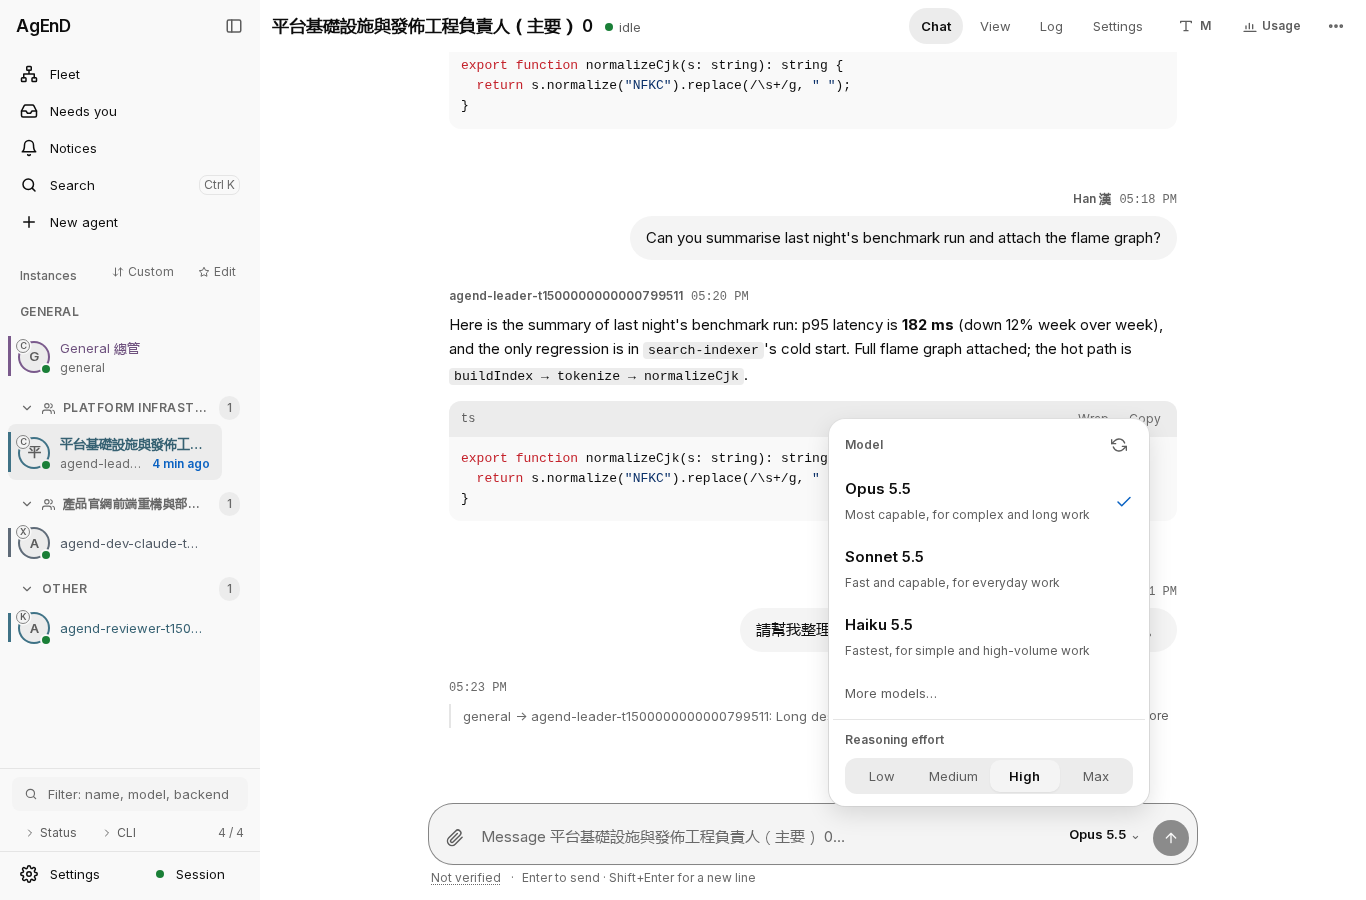 AgEnD
Fleet
Needs you
Notices
Search
Ctrl K
New agent
Instances
Custom
Edit
GENERAL
C
G
General 總管
general
PLATFORM INFRAST...
1
C
平
平台基礎設施與發佈工...
agend-lead...
4 min ago
產品官網前端重構與部...
1
X
A
agend-dev-claude-t...
OTHER
1
K
A
agend-reviewer-t150...
Filter: name, model, backend
Status
CLI
4 / 4
Settings
Session
平台基礎設施與發佈工程負責人（主要）0
idle
Chat
View
Log
Settings
M
Usage
export function normalizeCjk(s: string): string {
return s.normalize("NFKC").replace(/\s+/g, " ");
}
Han 漢 05:18 PM
Can you summarise last night's benchmark run and attach the flame graph?
agend-leader-t1500000000000799511 05:20 PM
Here is the summary of last night's benchmark run: p95 latency is 182 ms (down 12% week over week),
and the only regression is in search-indexer's cold start. Full flame graph attached; the hot path is
buildIndex → tokenize → normalizeCjk.
ts
Copy
export function normalizeCjk(s: string): string
return s.normalize("NFKC").replace(/\s+/g, "
}
1 PM
請幫我整理
05:23 PM
general → agend-leader-t1500000000000799511: Long de
ore
Model
Opus 5.5
Most capable, for complex and long work
Sonnet 5.5
Fast and capable, for everyday work
Haiku 5.5
Fastest, for simple and high-volume work
More models…
Reasoning effort
Low
Medium
High
Max
Message 平台基礎設施與發佈工程負責人（主要）0…
Opus 5.5
Not verified · Enter to send · Shift+Enter for a new line